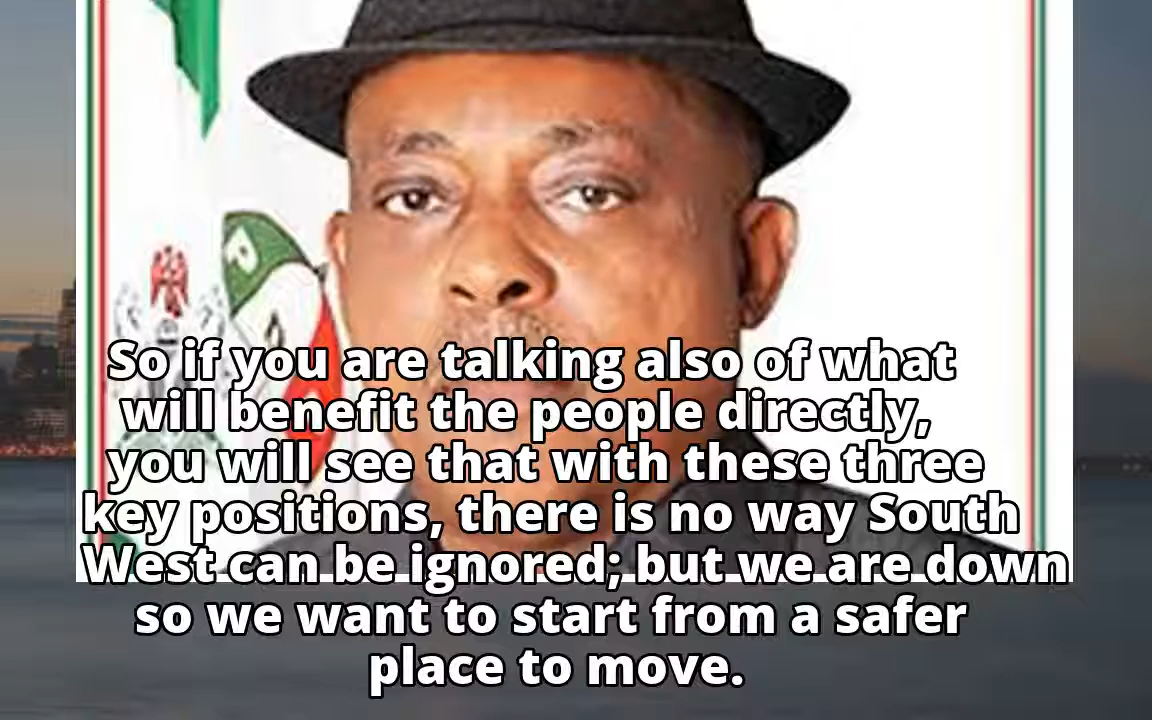 So if you are talking also of what
will benefit the people directly,
you will see that with these three
key positions, there is no way South
West can be ignored; but we are down
so we want to start from a safer
place to move.